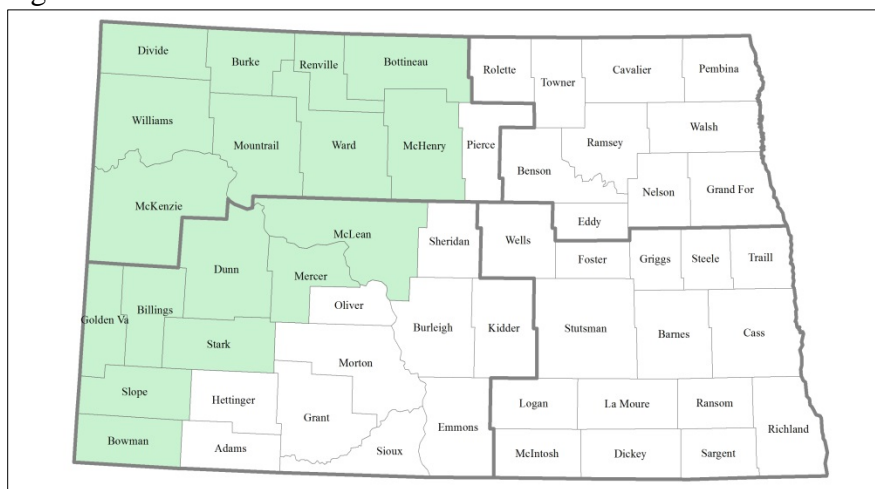 Divide
Burke
Renville
Bottineau
Rolette
Towner
Cavalier
Pembina
Williams
Mountrail
Ward
McHenry
Pierce
Benson
Ramsey
Walsh
Nelson
Grand For
McKenzie
Eddy
Dunn
McLean
Sheridan
Wells
Foster
Griggs
Steele
Traill
Mercer
Oliver
Golden Va
Billings
Stark
Burleigh
Kidder
Stutsman
Barnes
Cass
Morton
Slope
Hettinger
Grant
Emmons
Logan
La Moure
Ransom
Richland
Bowman
Adams
Sioux
McIntosh
Dickey
Sargent